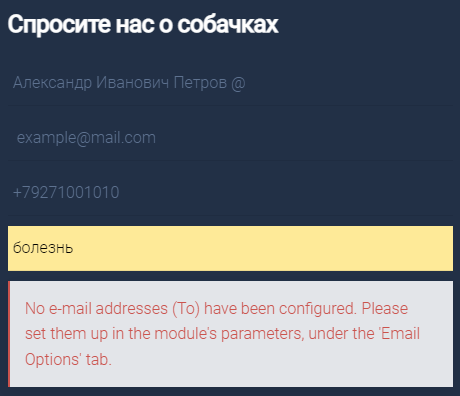 Спросите нас о собачках
Александр Иванович Петров @
example@mail.com
+79271001010
болезнь
No e-mail addresses (To) have been configured. Please
set them up in the module's parameters, under the 'Email
Options' tab.